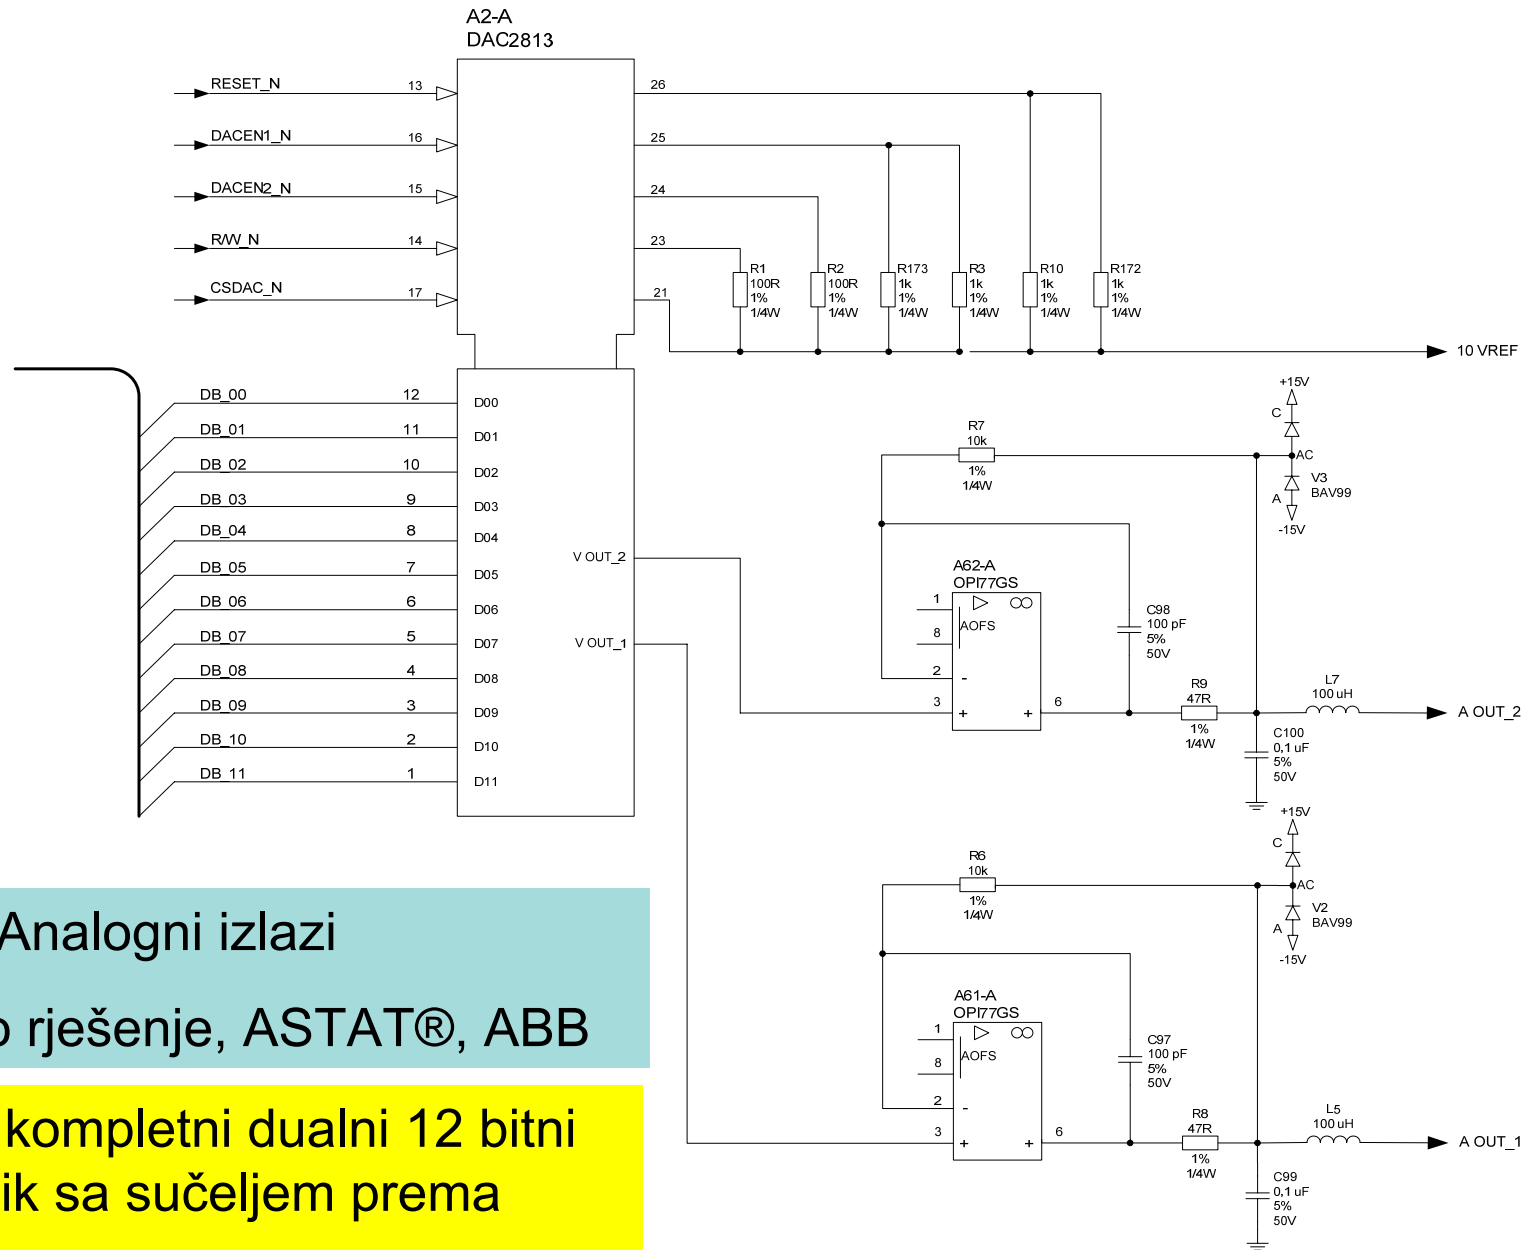 A2-A
DAC2813
RESET_N 13
DACEN1_N 16
DACEN2_N 15
R/W_N 14
CSDAC_N 17
26
25
24
23
21
R1
100R
1%
1/4W
R2
100R
1%
1/4W
R173
1k
1%
1/4W
R3
1k
1%
1/4W
R10
1k
1%
1/4W
R172
1k
1%
1/4W
10 VREF
DB_00 12 D00
DB_01 11 D01
DB_02 10 D02
DB_03 9 D03
DB_04 8 D04
DB_05 7 D05
DB_06 6 D06
DB_07 5 D07
DB_08 4 D08
DB_09 3 D09
DB_10 2 D10
DB_11 1 D11
V OUT_2
V OUT_1
R7
10k
1%
1/4W
+15V
C
AC
A
-15V
V3
BAV99
A62-A
OPI77GS
1
8
2
3
AOFS
-
+ +
6
C98
100 pF
5%
50V
R9
47R
1%
1/4W
L7
100 uH
A OUT_2
C100
0,1 uF
5%
50V
+15V
C
AC
A
-15V
V2
BAV99
R6
10k
1%
1/4W
A61-A
OPI77GS
1
8
2
3
AOFS
-
+ +
6
C97
100 pF
5%
50V
R8
47R
1%
1/4W
L5
100 uH
A OUT_1
C99
0,1 uF
5%
50V
Analogni izlazi
o rješenje, ASTAT®, ABB
kompletni dualni 12 bitni
ik sa sučeljem prema